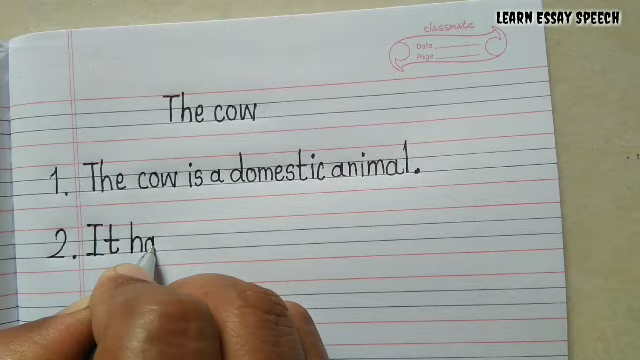 LEARN ESSAY SPEECH
classmate
Date
Page
The cow
1. The cow is a domestic animal.
2. It ha